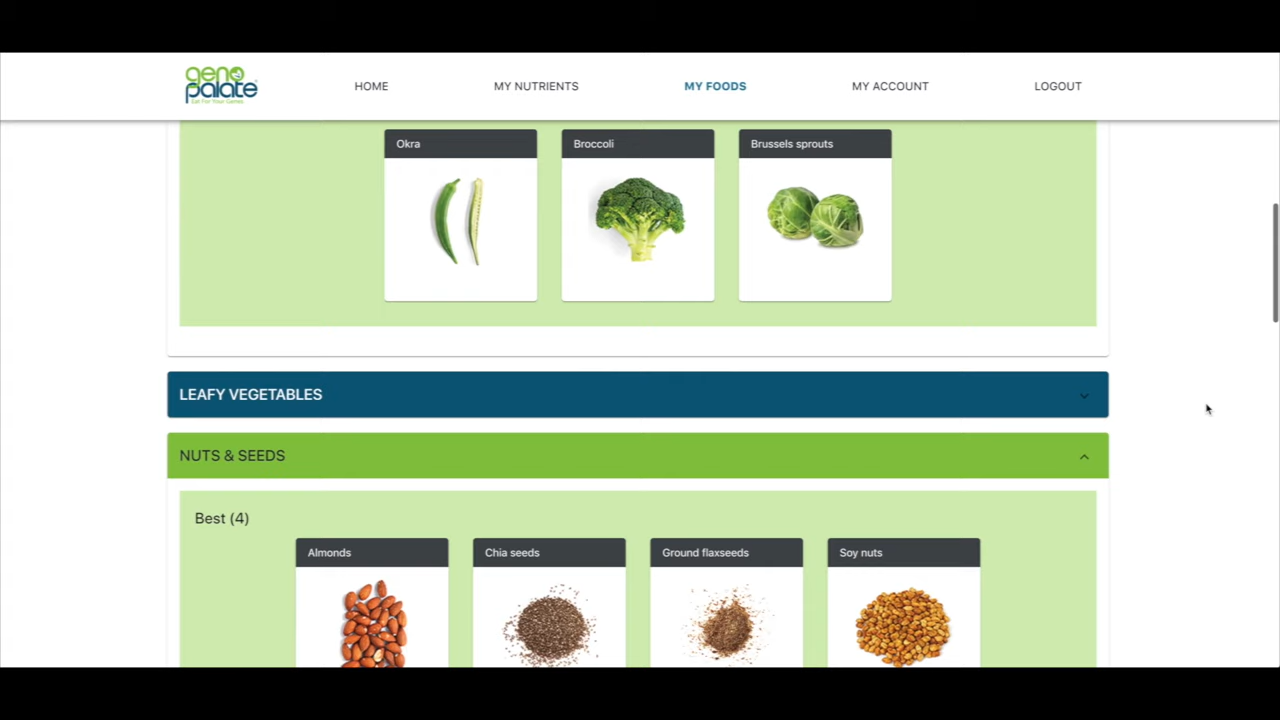 geno
palate
Eat For Your Genes
HOME
MY NUTRIENTS
MY FOODS
MY ACCOUNT
LOGOUT
Okra
Broccoli
Brussels sprouts
LEAFY VEGETABLES
NUTS & SEEDS
Best (4)
Almonds
Chia seeds
Ground flaxseeds
Soy nuts